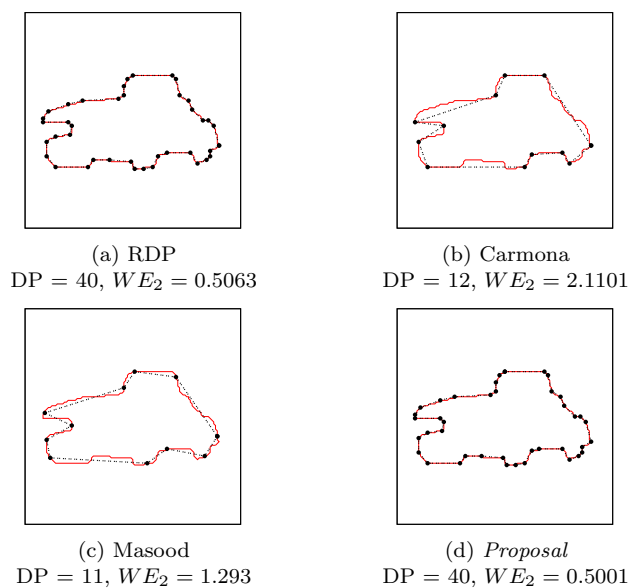 (a) RDP
DP = 40, WE₂ = 0.5063
(b) Carmona
DP = 12, WE₂ = 2.1101
(c) Masood
DP = 11, WE₂ = 1.293
(d) Proposal
DP = 40, WE₂ = 0.5001